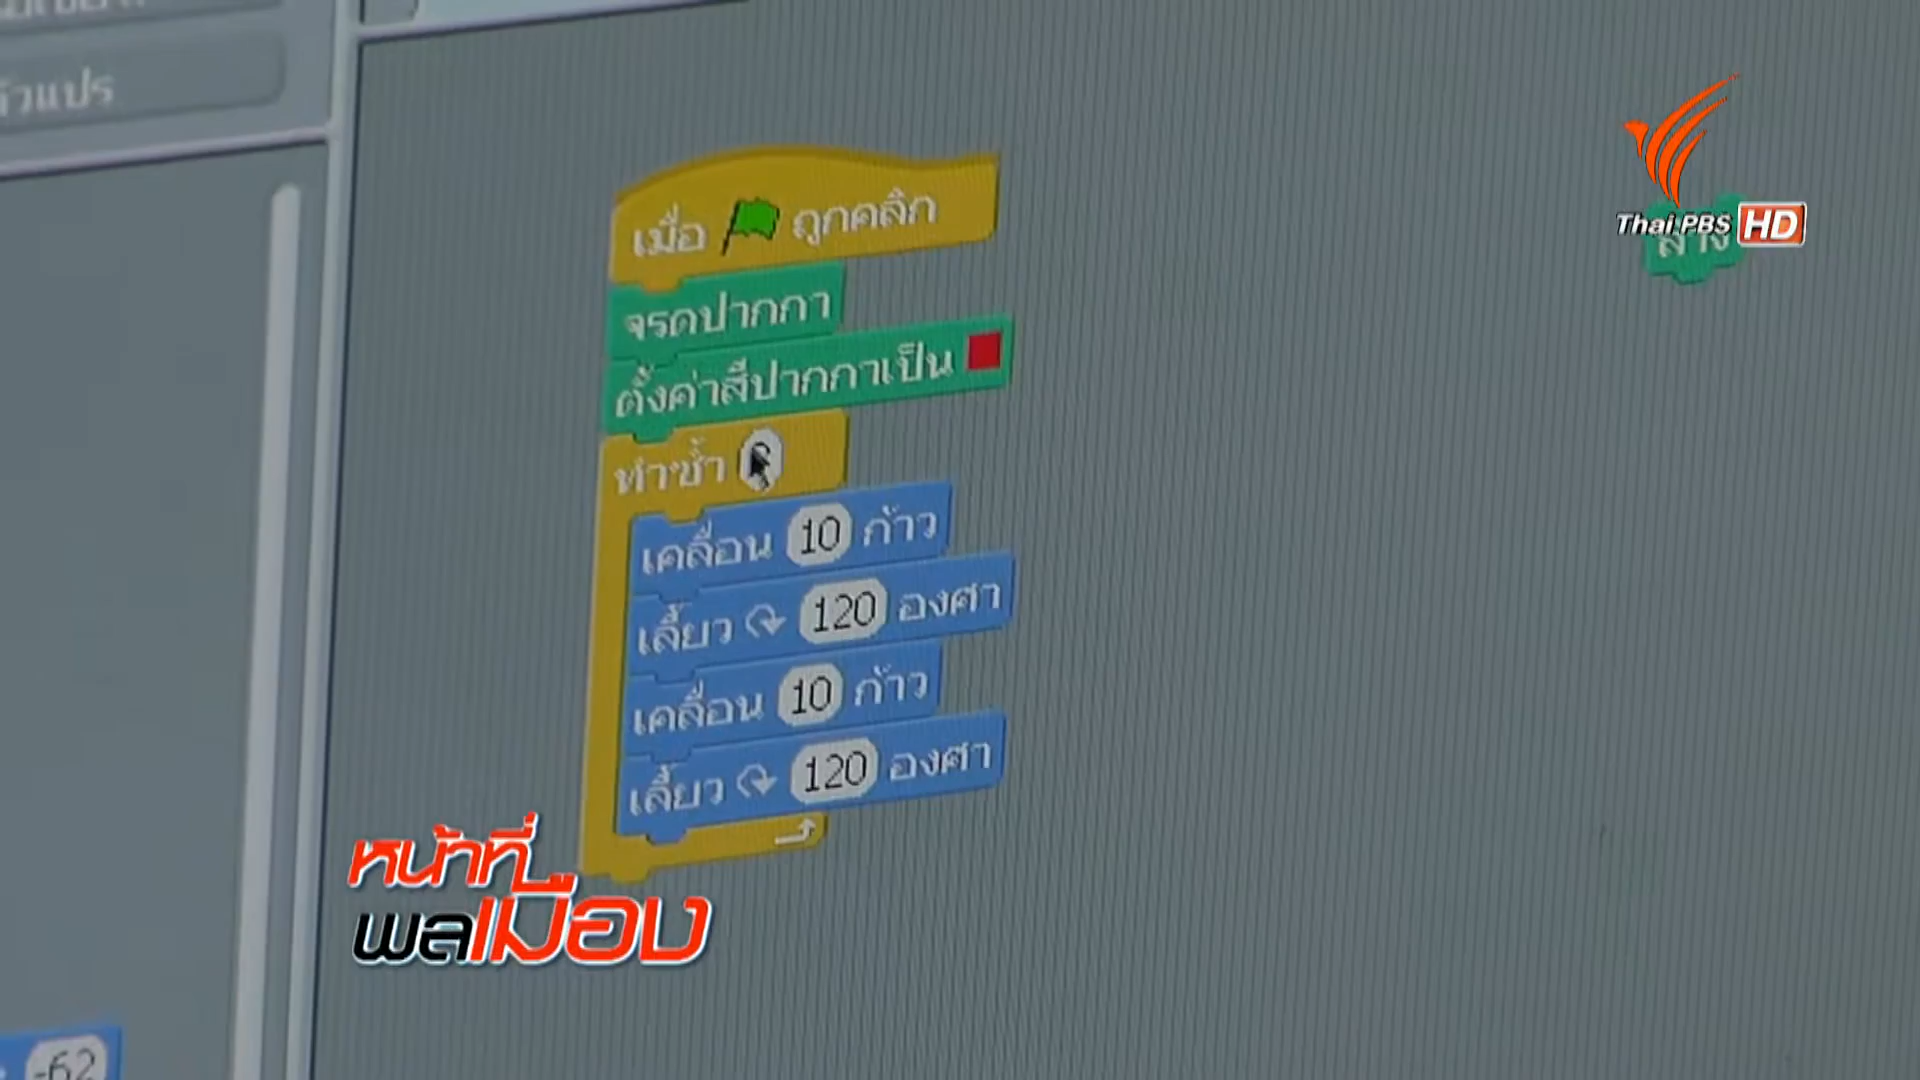 ตัวแปร
เมื่อ ถูกคลิก
จรดปากกา
ตั้งค่าสีปากกาเป็น
ทำซ้ำ
เคลื่อน 10 ก้าว
เลี้ยว 120 องศา
เคลื่อน 10 ก้าว
เลี้ยว 120 องศา
Thai PBS HD
ล้าง
หน้าที่
พลเมือง
-62